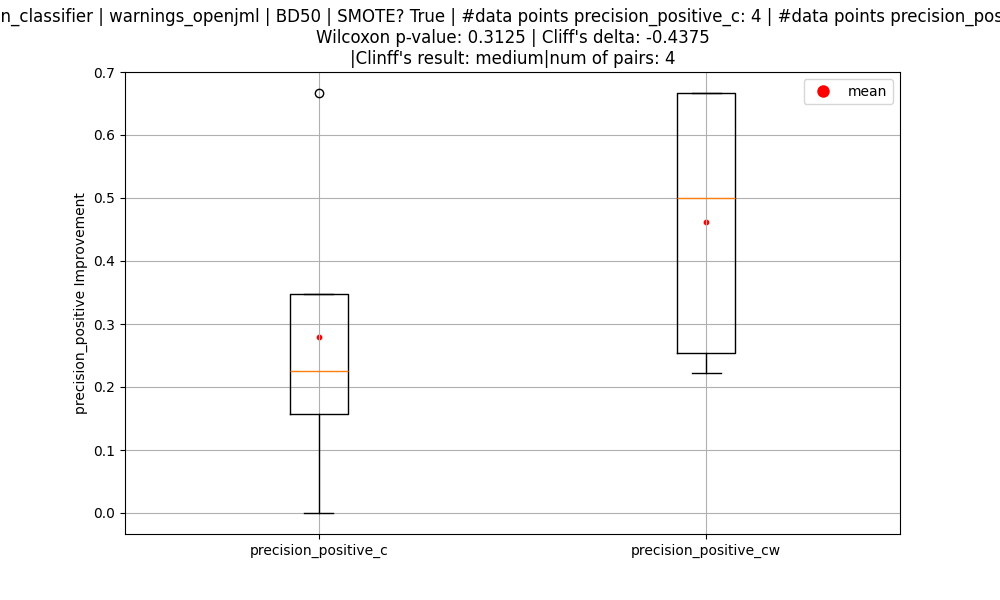 n_classifier | warnings_openjml | BD50 | SMOTE? True | #data points precision_positive_c: 4 | #data points precision_pos
Wilcoxon p-value: 0.3125 | Cliff's delta: -0.4375
|Clinff's result: medium|num of pairs: 4
mean
precision_positive Improvement
0.7
0.6
0.5
0.4
0.3
0.2
0.1
0.0
precision_positive_c
precision_positive_cw